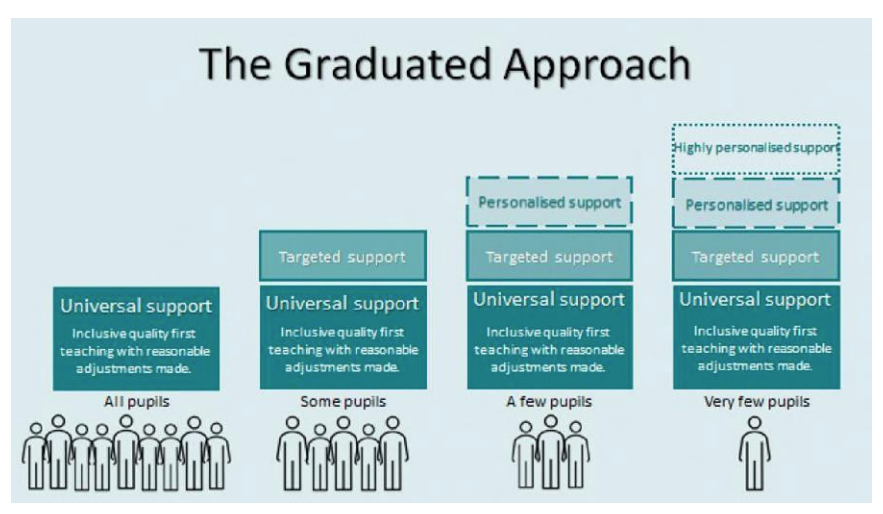 The Graduated Approach
Universal support
Inclusive quality first
teaching with reasonable
adjustments made.
All pupils
Targeted support
Universal support
Inclusive quality first
teaching with reasonable
adjustments made.
Some pupils
Personalised support
Targeted support
Universal support
Inclusive quality first
teaching with reasonable
adjustments made.
A few pupils
Highly personalised support
Personalised support
Targeted support
Universal support
Inclusive quality first
teaching with reasonable
adjustments made.
Very few pupils